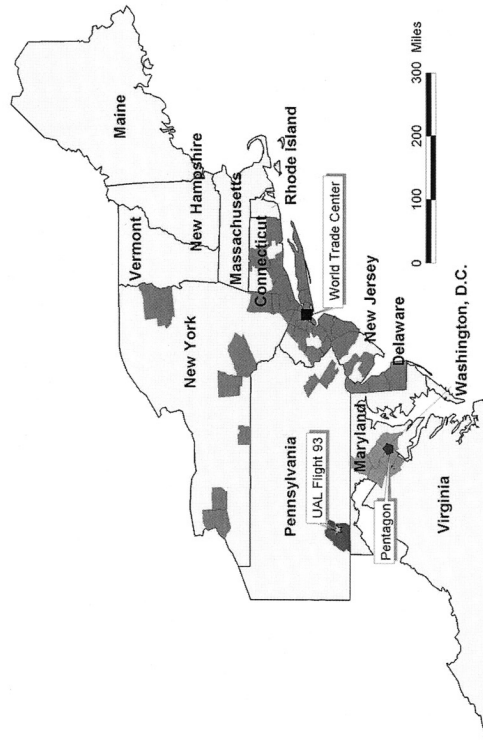 Maine
Vermont
New Hampshire
Massachusetts
Rhode Island
Connecticut
New York
World Trade Center
Pennsylvania
New Jersey
UAL Flight 93
Delaware
Maryland
Pentagon
Washington, D.C.
Virginia
0 100 200 300 Miles